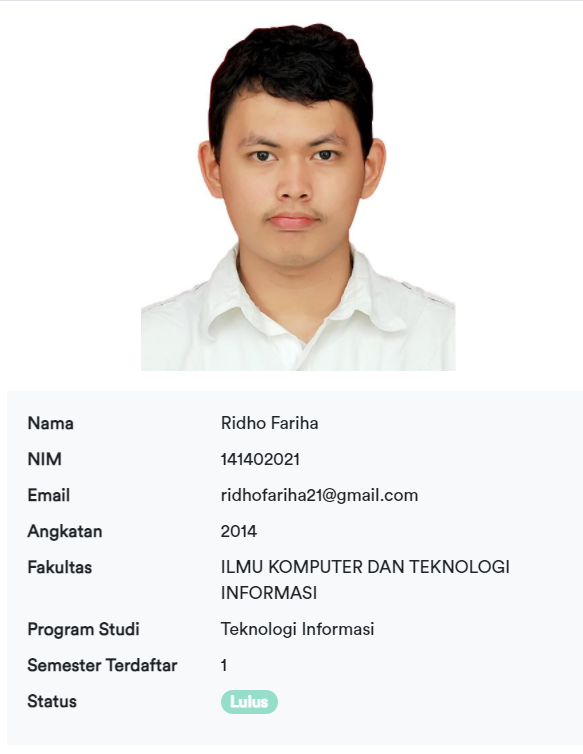 Nama Ridho Fariha
NIM 141402021
Email ridhofariha21@gmail.com
Angkatan 2014
Fakultas ILMU KOMPUTER DAN TEKNOLOGI
INFORMASI
Program Studi Teknologi Informasi
Semester Terdaftar 1
Status Lulus